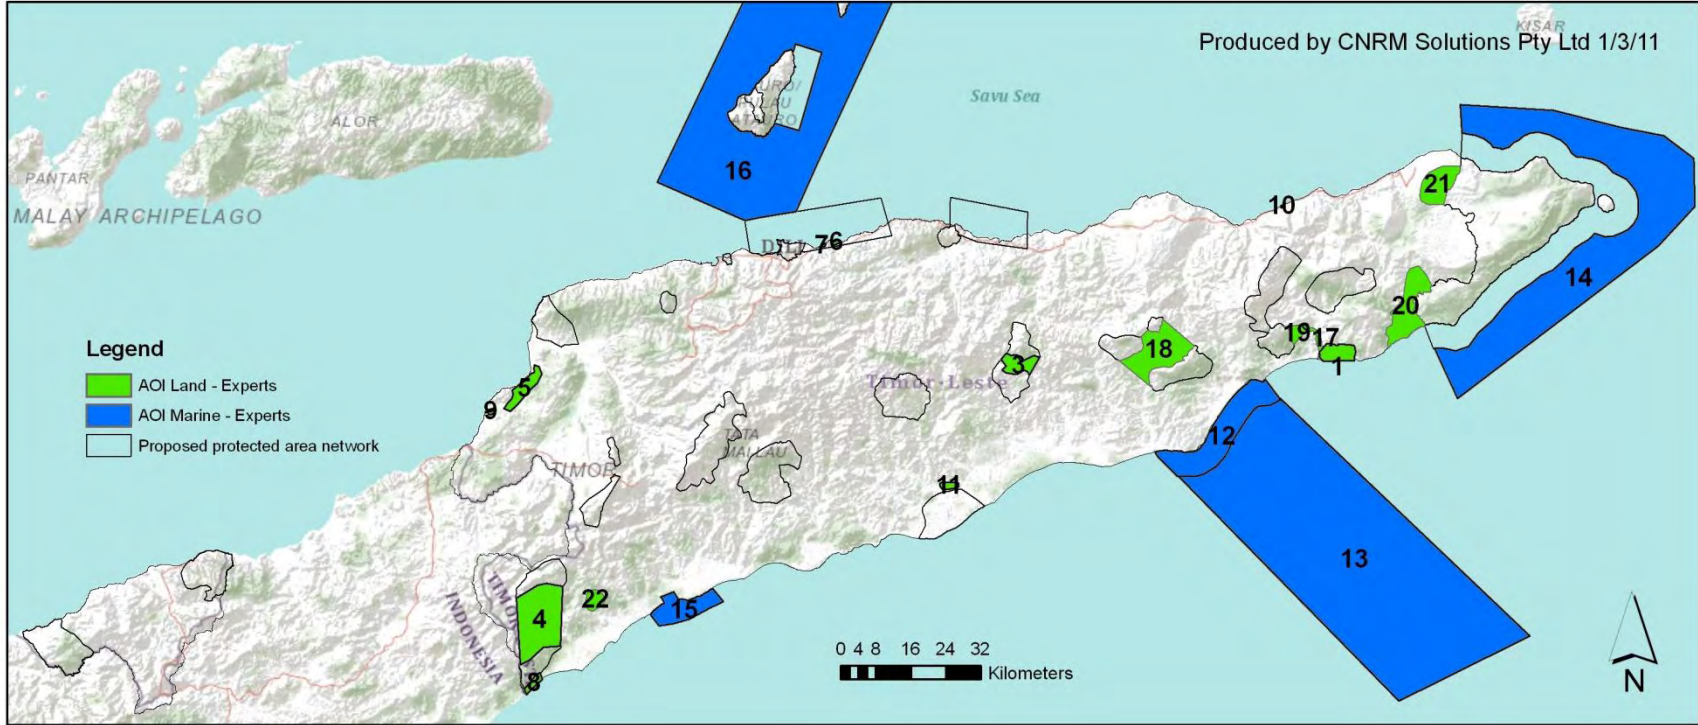 KISAR
Produced by CNRM Solutions Pty Ltd 1/3/11
Savu Sea
ALOR
PANTAR
MALAY ARCHIPELAGO
16
21
10
14
76
20
19
17
1
18
3
Timor-Leste
Legend
AOI Land - Experts
AOI Marine - Experts
Proposed protected area network
5
9
12
TATA
MALLAU
TIMOR
11
13
22
4
15
INDONESIA
8
0 4 8 16 24 32
Kilometers
N